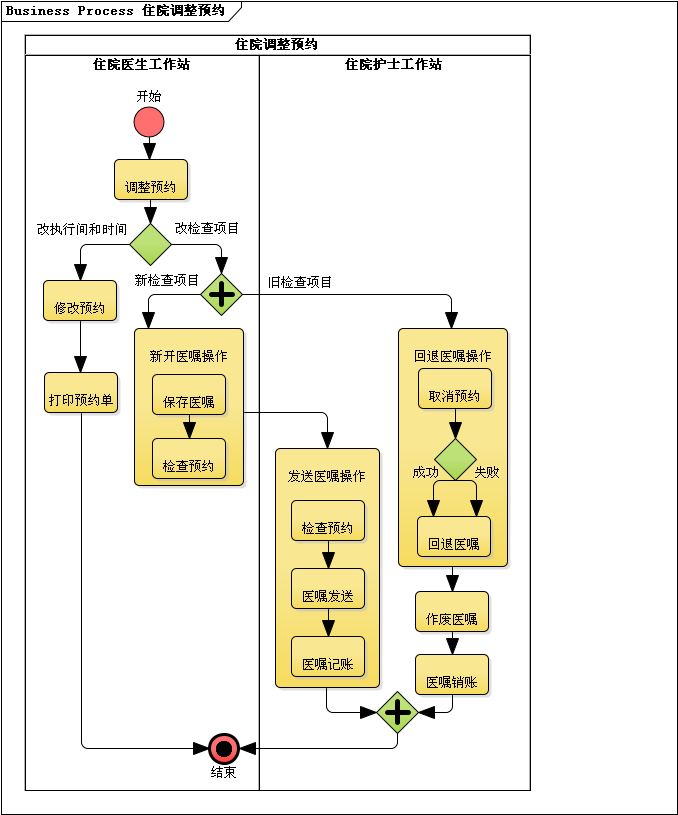 Business Process 住院调整预约
住院调整预约
住院医生工作站
住院护士工作站
开始
调整预约
改执行间和时间
改检查项目
新检查项目
旧检查项目
修改预约
打印预约单
新开医嘱操作
保存医嘱
检查预约
回退医嘱操作
取消预约
成功
失败
回退医嘱
发送医嘱操作
检查预约
医嘱发送
医嘱记账
作废医嘱
医嘱销账
结束